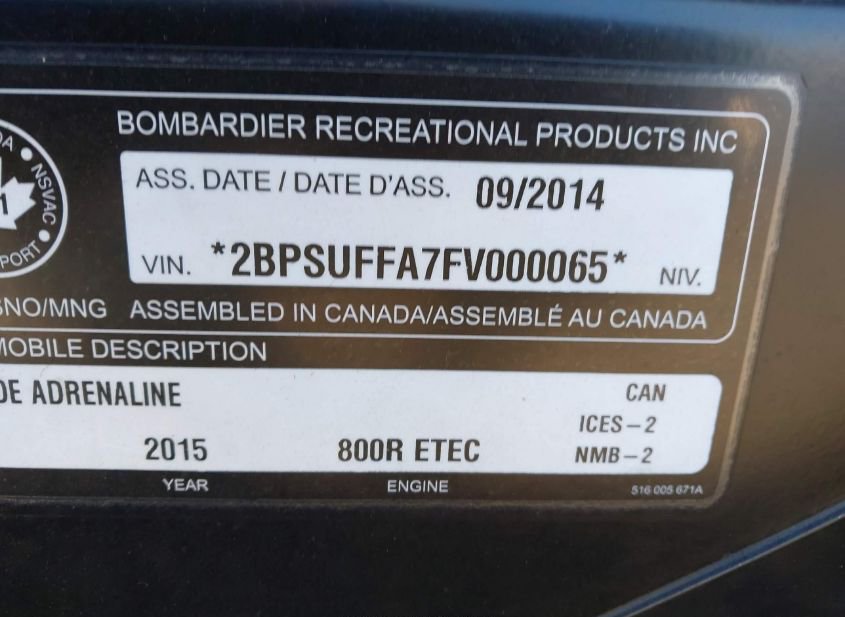 BOMBARDIER RECREATIONAL PRODUCTS INC
ASS. DATE / DATE D'ASS. 09/2014
VIN. *2BPSUFFA7FV000065* NIV.
NSVAC
SNO/MNG ASSEMBLED IN CANADA/ASSEMBLÉ AU CANADA
MOBILE DESCRIPTION
DE ADRENALINE CAN
ICES-2
2015 800R ETEC NMB-2
YEAR ENGINE 516 005 671A